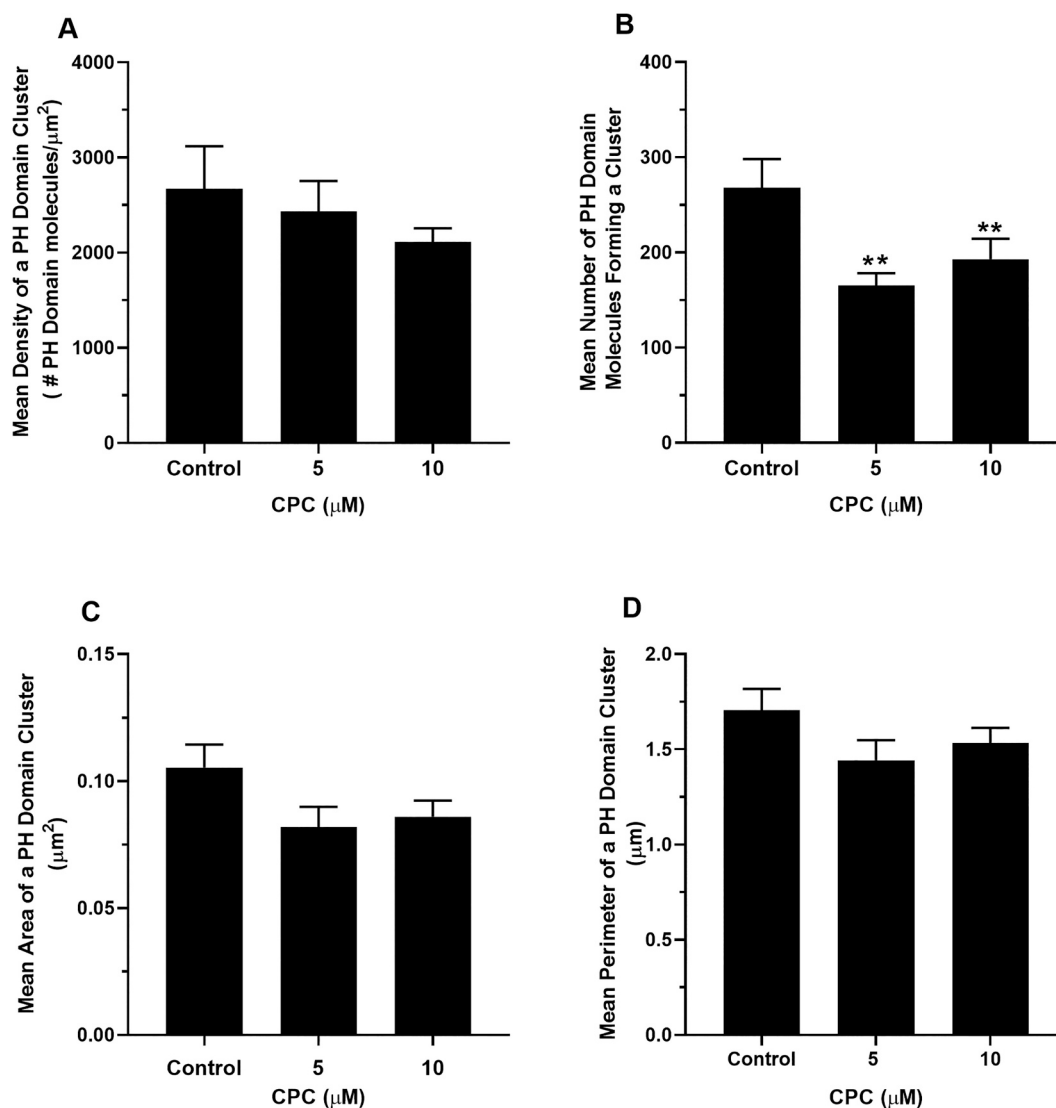 A
Mean Density of a PH Domain Cluster
( # PH Domain molecules/μm²)
4000
3000
2000
1000
0
Control
5
10
CPC (μM)
B
Mean Number of PH Domain
Molecules Forming a Cluster
400
300
200
100
0
**
**
Control
5
10
CPC (μM)
C
Mean Area of a PH Domain Cluster
(μm²)
0.15
0.10
0.05
0.00
Control
5
10
CPC (μM)
D
Mean Perimeter of a PH Domain Cluster
(μm)
2.0
1.5
1.0
0.5
0.0
Control
5
10
CPC (μM)